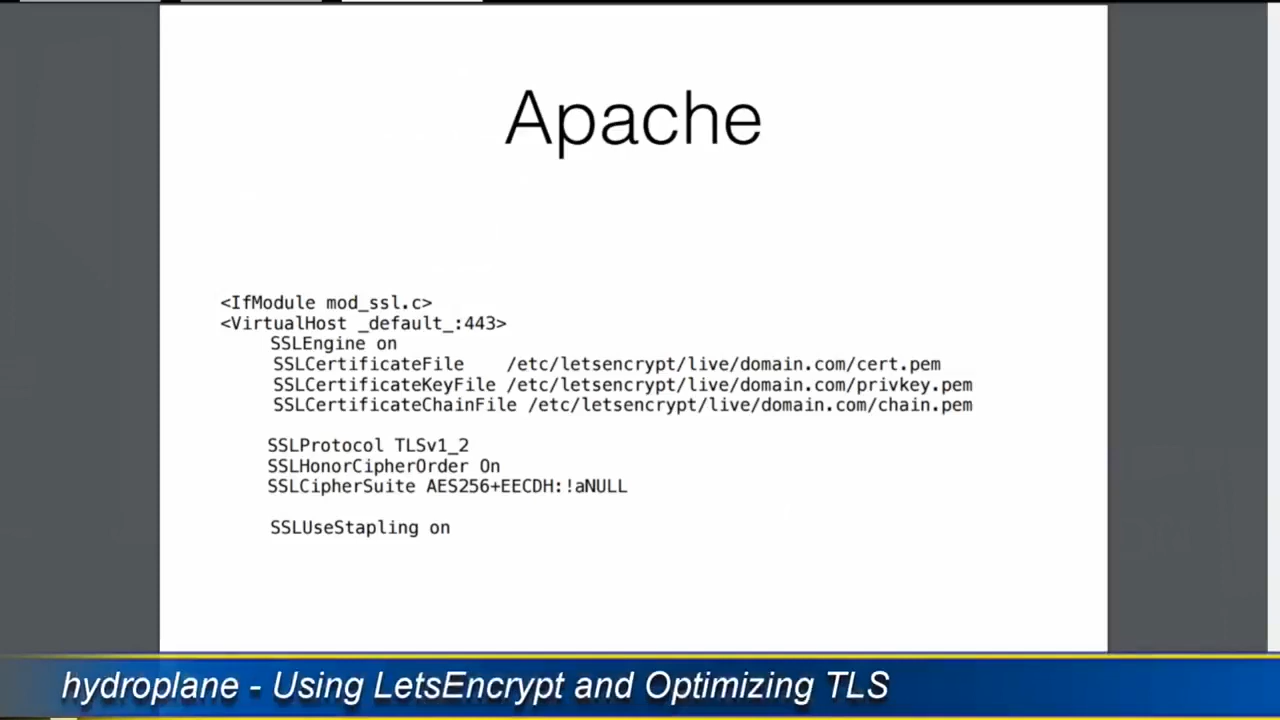 Apache
<IfModule mod_ssl.c>
<VirtualHost _default_:443>
SSLEngine on
SSLCertificateFile /etc/letsencrypt/live/domain.com/cert.pem
SSLCertificateKeyFile /etc/letsencrypt/live/domain.com/privkey.pem
SSLCertificateChainFile /etc/letsencrypt/live/domain.com/chain.pem
SSLProtocol TLSv1_2
SSLHonorCipherOrder On
SSLCipherSuite AES256+EECDH:!aNULL
SSLUseStapling on
hydroplane - Using LetsEncrypt and Optimizing TLS